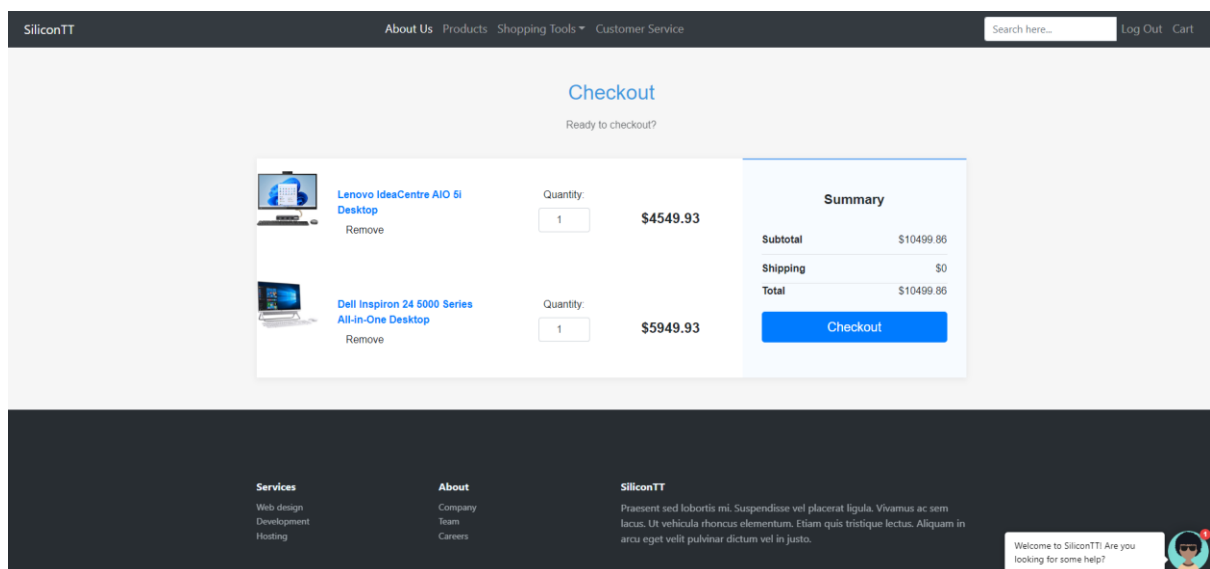 SiliconTT
About Us Products Shopping Tools Customer Service
Search here...
Log Out Cart
Checkout
Ready to checkout?
Lenovo IdeaCentre AIO 5i
Desktop
Remove
Quantity:
1
$4549.93
Dell Inspiron 24 5000 Series
All-in-One Desktop
Remove
Quantity:
1
$5949.93
Summary
Subtotal $10499.86
Shipping $0
Total $10499.86
Checkout
Services
Web design
Development
Hosting
About
Company
Team
Careers
SiliconTT
Praesent sed lobortis mi. Suspendisse vel placerat ligula. Vivamus ac sem
lacus. Ut vehicula rhoncus elementum. Etiam quis tristique lectus. Aliquam in
arcu eget velit pulvinar dictum vel in justo.
Welcome to SiliconTT! Are you
looking for some help?
1